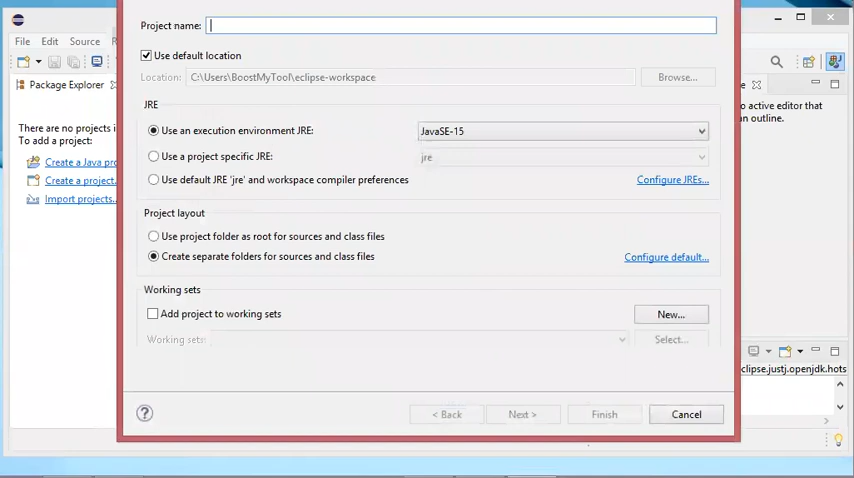 Project name:
File Edit Source
Use default location
Location: C:\Users\BoostMyTool\eclipse-workspace Browse...
Package Explorer
JRE
There are no projects i
To add a project:
Use an execution environment JRE: JavaSE-15
Create a Java pro
Use a project specific JRE: jre
Create a project.
Use default JRE 'jre' and workspace compiler preferences Configure JREs...
Import projects..
Project layout
Use project folder as root for sources and class files
Create separate folders for sources and class files Configure default...
Working sets
Add project to working sets New...
Working sets: Select...
? < Back Next > Finish Cancel
o active editor that
n outline.
clipse.justj.openjdk.hots